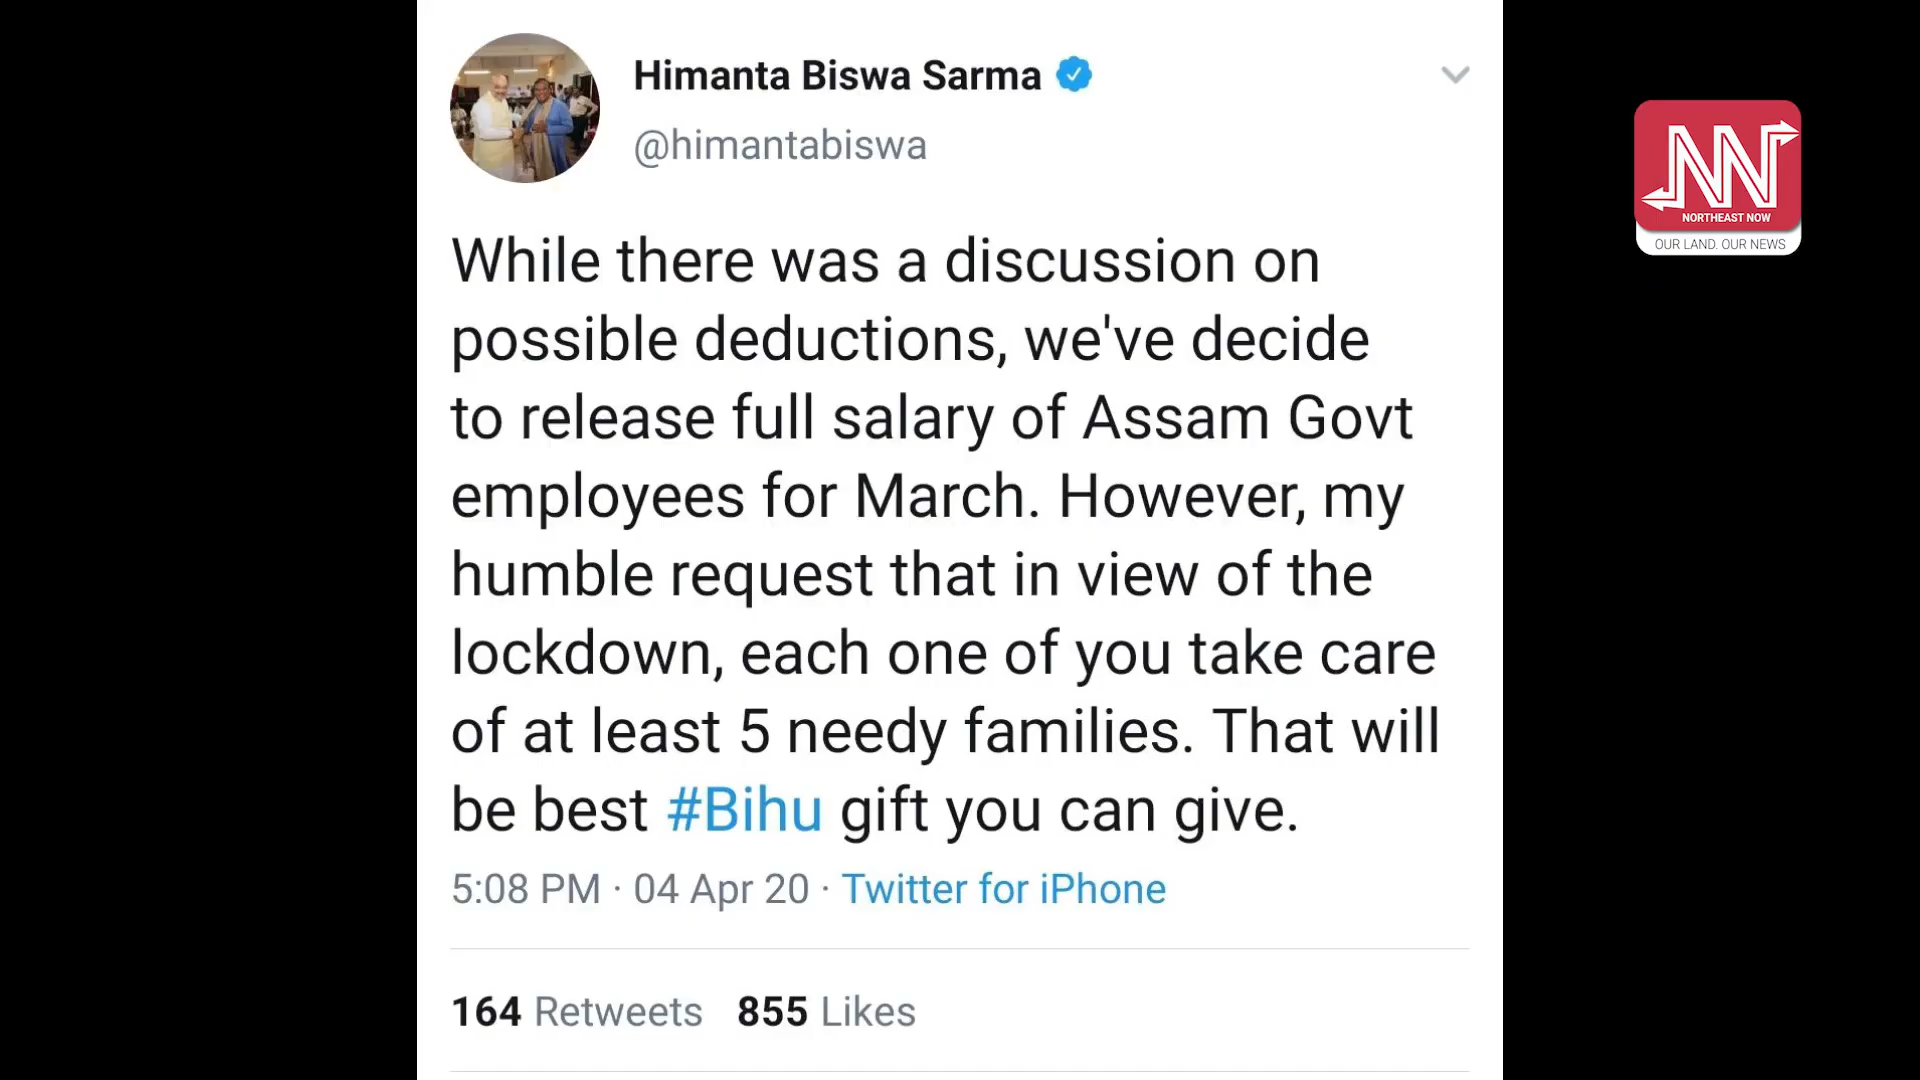 Himanta Biswa Sarma
@himantabiswa
While there was a discussion on
possible deductions, we've decide
to release full salary of Assam Govt
employees for March. However, my
humble request that in view of the
lockdown, each one of you take care
of at least 5 needy families. That will
be best #Bihu gift you can give.
5:08 PM · 04 Apr 20 · Twitter for iPhone
164 Retweets 855 Likes
NN
NORTHEAST NOW
OUR LAND. OUR NEWS